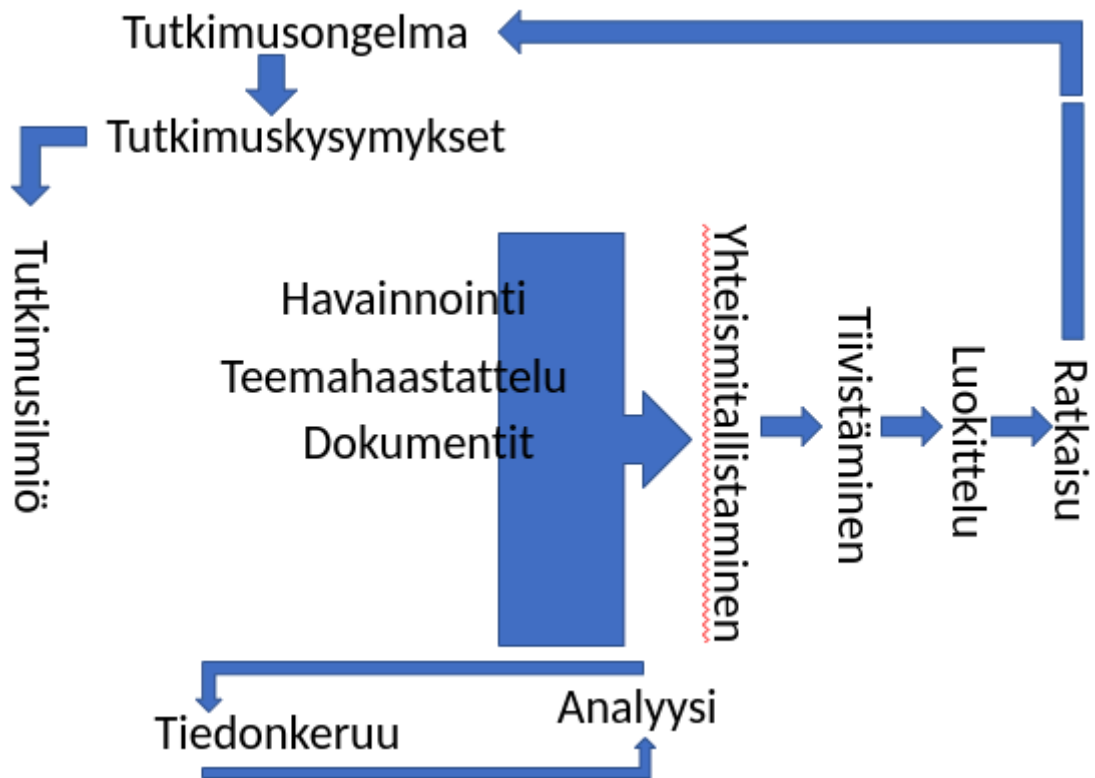 Tutkimusongelma
Tutkimuskysymykset
Tutkimusilmiö
Havainnointi
Teemahaastattelu
Dokumentit
Yhteismitallistaminen
Tiivistäminen
Luokittelu
Ratkaisu
Analyysi
Tiedonkeruu